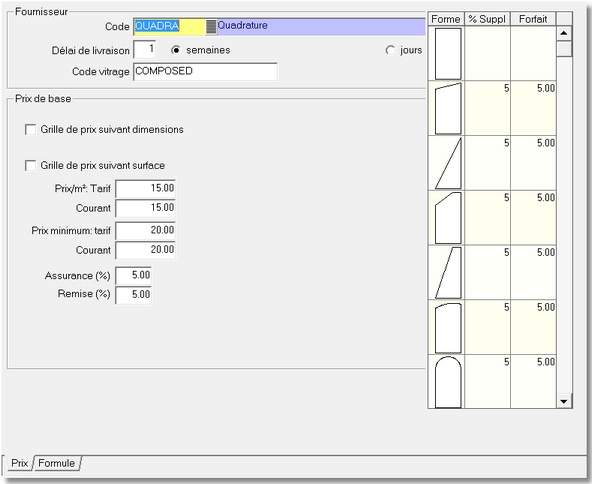 Fournisseur
Code QUADRA Quadrature
Délai de livraison 1 semaines jours
Code vitrage COMPOSED
Prix de base
Grille de prix suivant dimensions
Grille de prix suivant surface
Prix/m²: Tarif 15.00
Courant 15.00
Prix minimum: tarif 20.00
Courant 20.00
Assurance (%) 5.00
Remise (%) 5.00
Forme % Suppl Forfait
5 5.00
5 5.00
5 5.00
5 5.00
5 5.00
5 5.00
Prix Formule